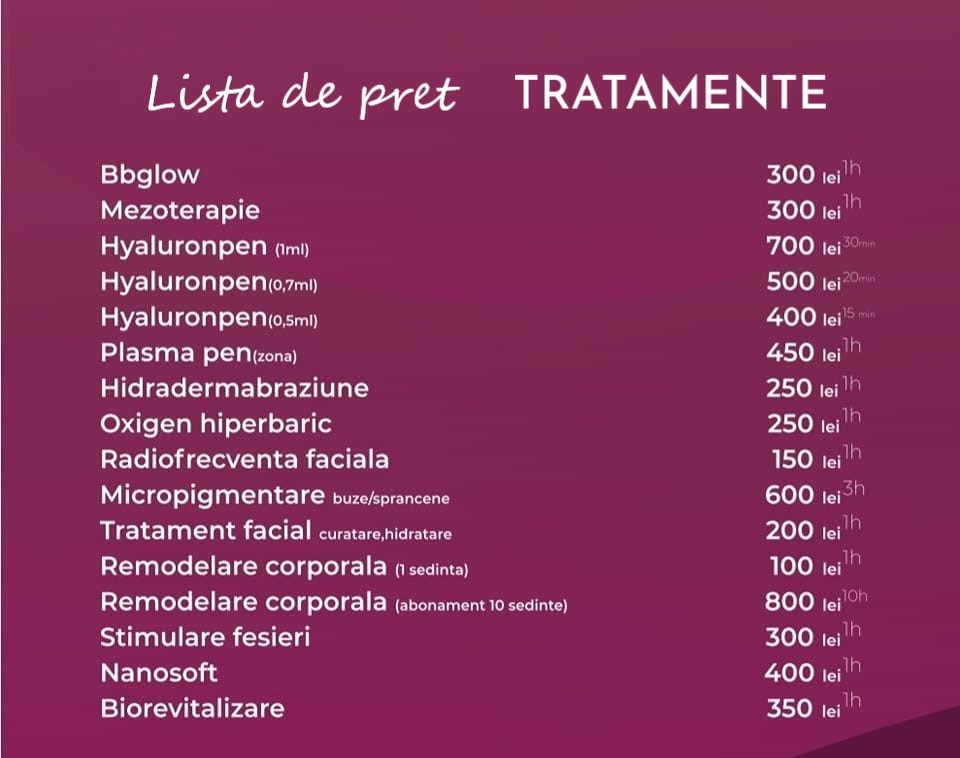 Lista de pret TRATAMENTE
Bbglow 300 lei 1h
Mezoterapie 300 lei 1h
Hyaluronpen (1ml) 700 lei 30min
Hyaluronpen(0,7ml) 500 lei 20min
Hyaluronpen(0,5ml) 400 lei 15 min
Plasma pen(zona) 450 lei 1h
Hidradermabraziune 250 lei 1h
Oxigen hiperbaric 250 lei 1h
Radiofrecventa faciala 150 lei 1h
Micropigmentare buze/sprancene 600 lei 3h
Tratament facial curatare,hidratare 200 lei 1h
Remodelare corporala (1 sedinta) 100 lei 1h
Remodelare corporala (abonament 10 sedinte) 800 lei 10h
Stimulare fesieri 300 lei 1h
Nanosoft 400 lei 1h
Biorevitalizare 350 lei 1h